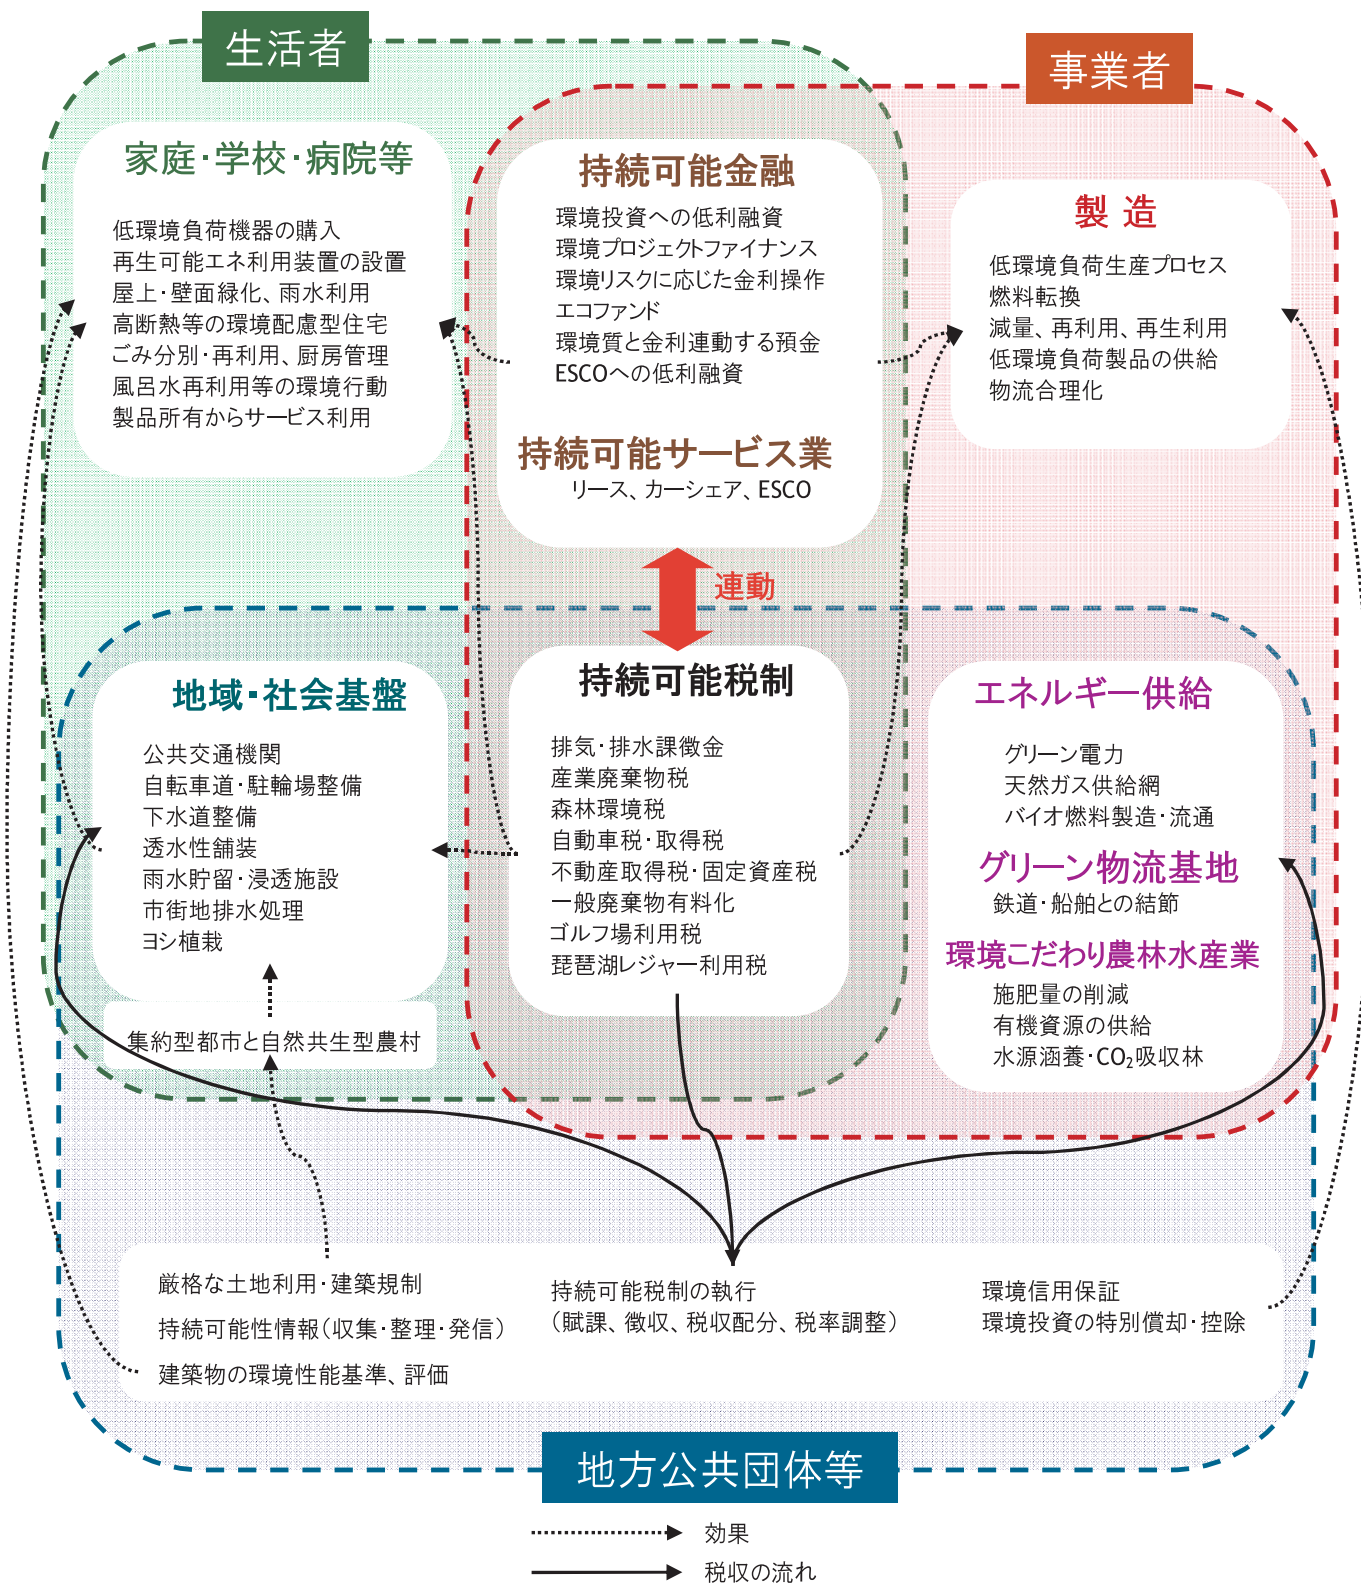 生活者
事業者
家庭・学校・病院等
低環境負荷機器の購入
再生可能エネ利用装置の設置
屋上・壁面緑化、雨水利用
高断熱等の環境配慮型住宅
ごみ分別・再利用、厨房管理
風呂水再利用等の環境行動
製品所有からサービス利用
持続可能金融
環境投資への低利融資
環境プロジェクトファイナンス
環境リスクに応じた金利操作
エコファンド
環境質と金利連動する預金
ESCOへの低利融資
持続可能サービス業
リース、カーシェア、ESCO
製 造
低環境負荷生産プロセス
燃料転換
減量、再利用、再生利用
低環境負荷製品の供給
物流合理化
連動
地域・社会基盤
公共交通機関
自転車道・駐輪場整備
下水道整備
透水性舗装
雨水貯留・浸透施設
市街地排水処理
ヨシ植栽
集約型都市と自然共生型農村
持続可能税制
排気・排水課徴金
産業廃棄物税
森林環境税
自動車税・取得税
不動産取得税・固定資産税
一般廃棄物有料化
ゴルフ場利用税
琵琶湖レジャー利用税
エネルギー供給
グリーン電力
天然ガス供給網
バイオ燃料製造・流通
グリーン物流基地
鉄道・船舶との結節
環境こだわり農林水産業
施肥量の削減
有機資源の供給
水源涵養・CO₂吸収林
厳格な土地利用・建築規制
持続可能性情報(収集・整理・発信)
建築物の環境性能基準、評価
持続可能税制の執行
(賦課、徴収、税収配分、税率調整)
環境信用保証
環境投資の特別償却・控除
地方公共団体等
効果
税収の流れ